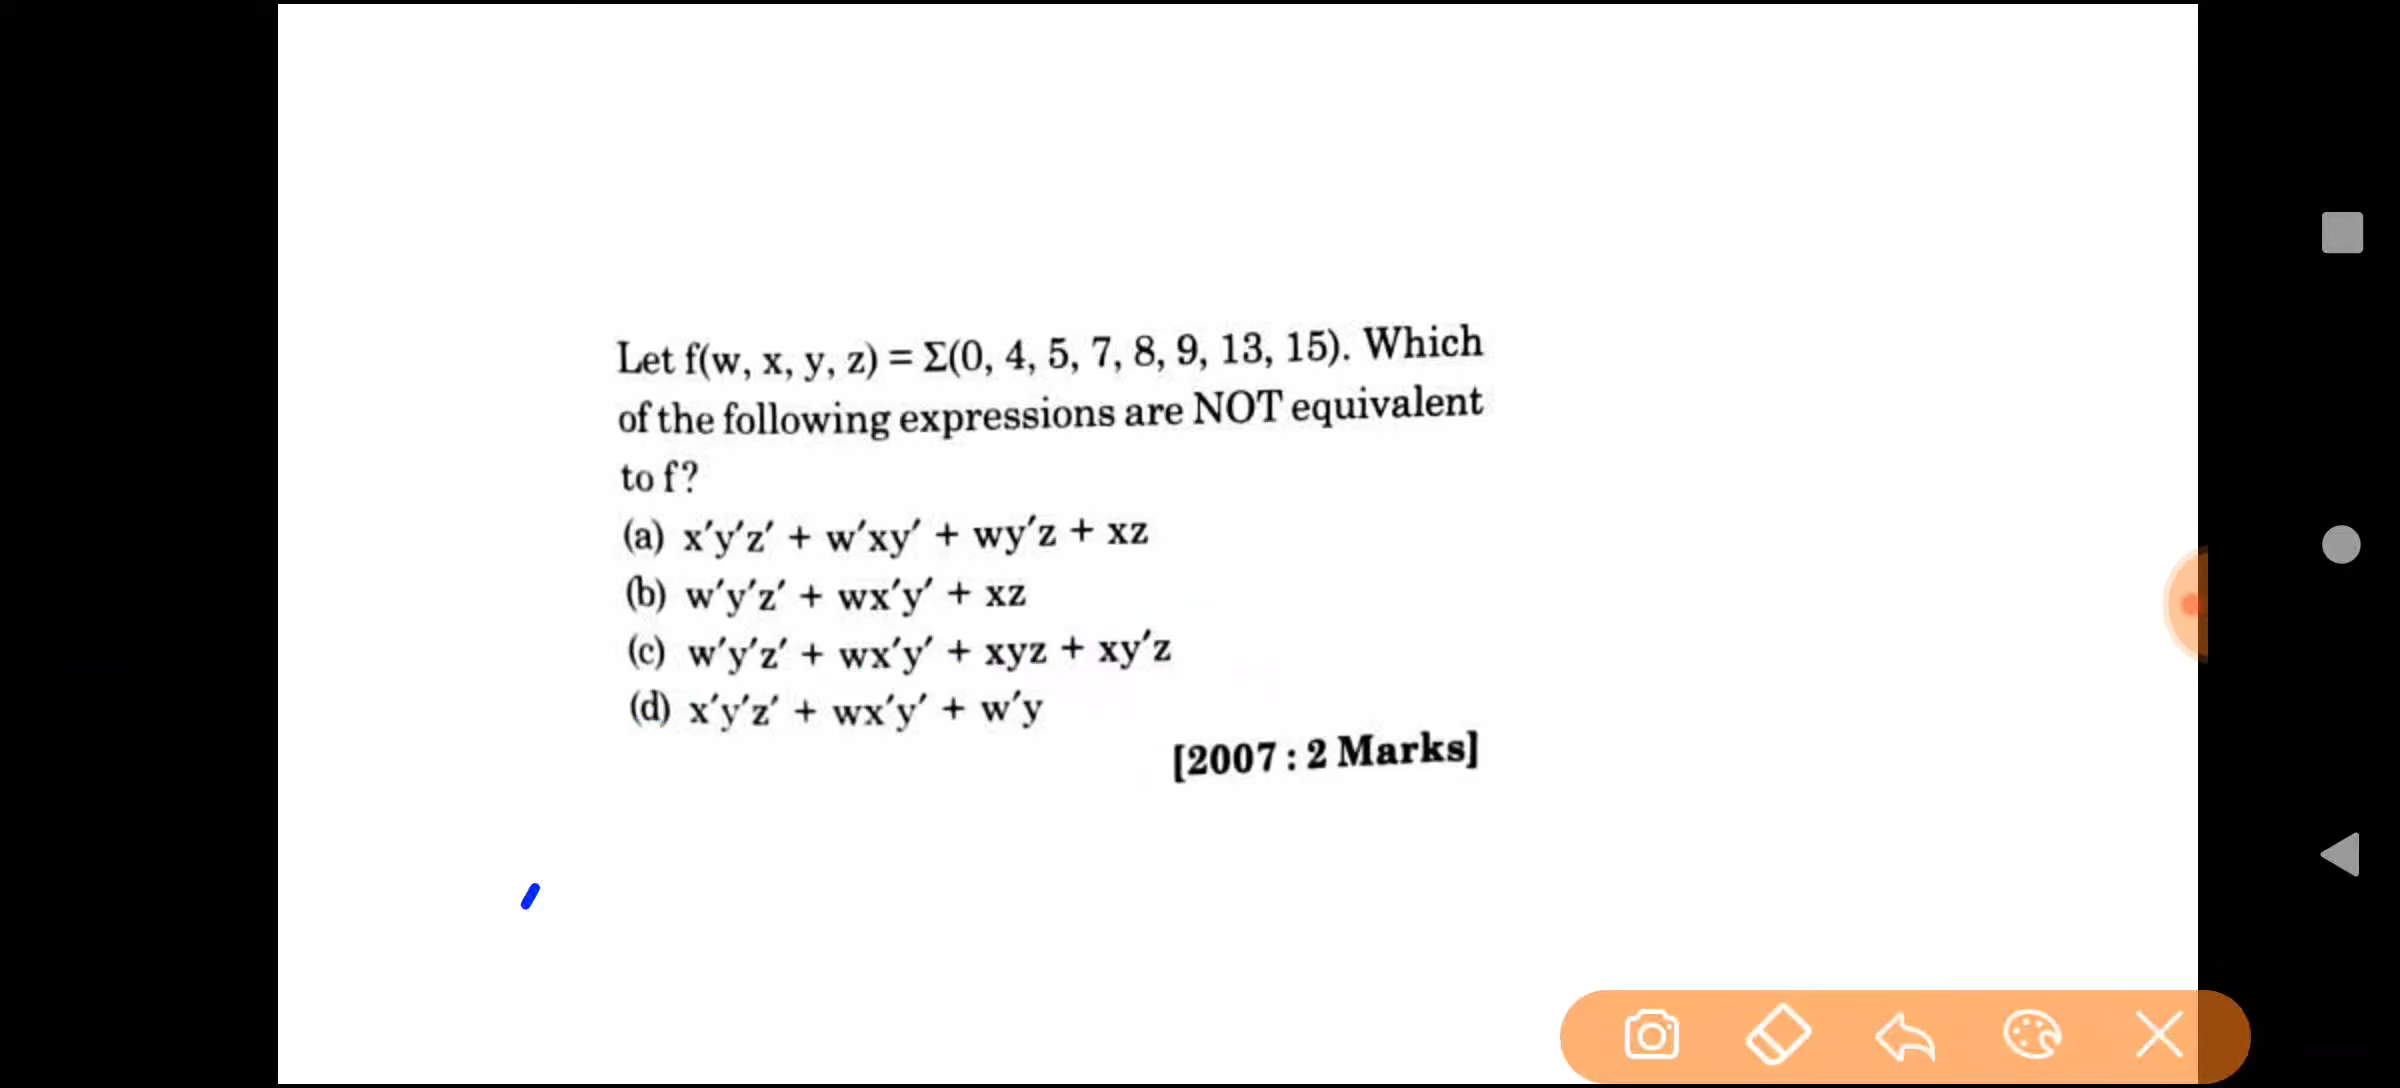 Let f(w, x, y, z) = Σ(0, 4, 5, 7, 8, 9, 13, 15). Which
of the following expressions are NOT equivalent
to f?
(a) x′y′z′ + w′xy′ + wy′z + xz
(b) w′y′z′ + wx′y′ + xz
(c) w′y′z′ + wx′y′ + xyz + xy′z
(d) x′y′z′ + wx′y′ + w′y
[2007 : 2 Marks]